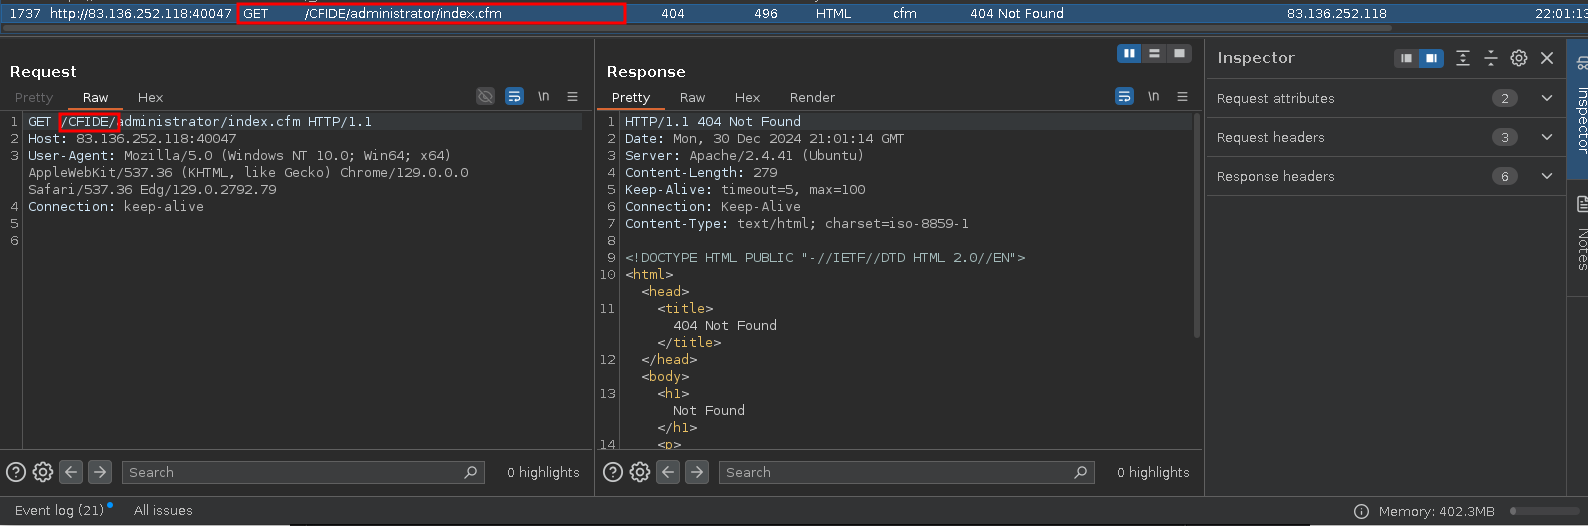 1737 http://83.136.252.118:40047 GET /CFIDE/administrator/index.cfm 404 496 HTML cfm 404 Not Found 83.136.252.118 22:01:13
Request
Pretty Raw Hex \n
1 GET /CFIDE/administrator/index.cfm HTTP/1.1
2 Host: 83.136.252.118:40047
3 User-Agent: Mozilla/5.0 (Windows NT 10.0; Win64; x64)
AppleWebKit/537.36 (KHTML, like Gecko) Chrome/129.0.0.0
Safari/537.36 Edg/129.0.2792.79
4 Connection: keep-alive
5
6
Search 0 highlights
Response
Pretty Raw Hex Render \n
1 HTTP/1.1 404 Not Found
2 Date: Mon, 30 Dec 2024 21:01:14 GMT
3 Server: Apache/2.4.41 (Ubuntu)
4 Content-Length: 279
5 Keep-Alive: timeout=5, max=100
6 Connection: Keep-Alive
7 Content-Type: text/html; charset=iso-8859-1
8
9 <!DOCTYPE HTML PUBLIC "-//IETF//DTD HTML 2.0//EN">
10 <html>
<head>
11 <title>
404 Not Found
</title>
12 </head>
<body>
13 <h1>
Not Found
</h1>
14 <p>
Search 0 highlights
Inspector
Request attributes 2
Request headers 3
Response headers 6
Inspector
Notes
Event log (21) All issues
Memory: 402.3MB